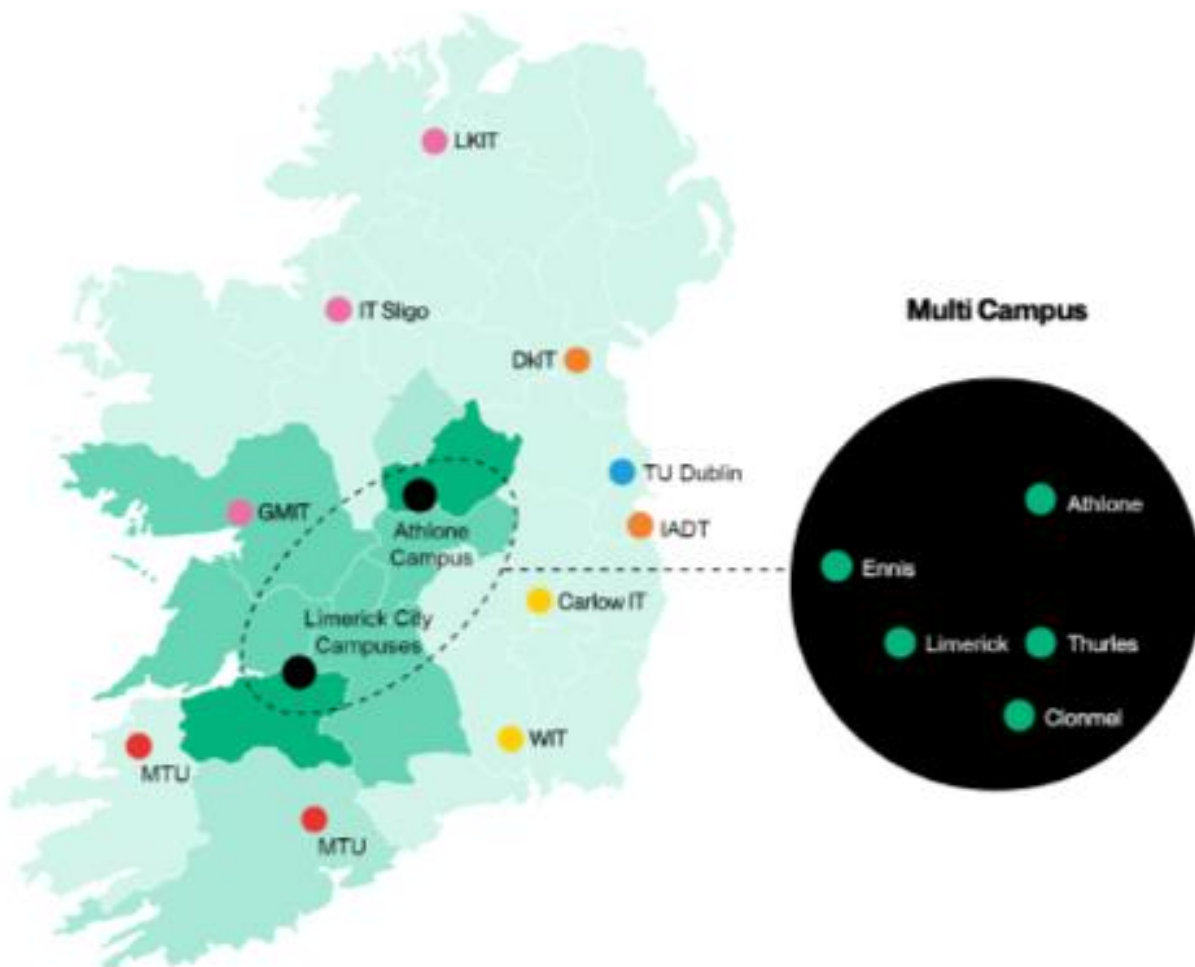 LKIT
IT Sligo
Multi Campus
DkIT
TU Dublin
GMIT
IADT
Athlone
Campus
Athlone
Ennis
Carlow IT
Limerick City
Campuses
Limerick
Thurles
Clonmel
WIT
MTU
MTU